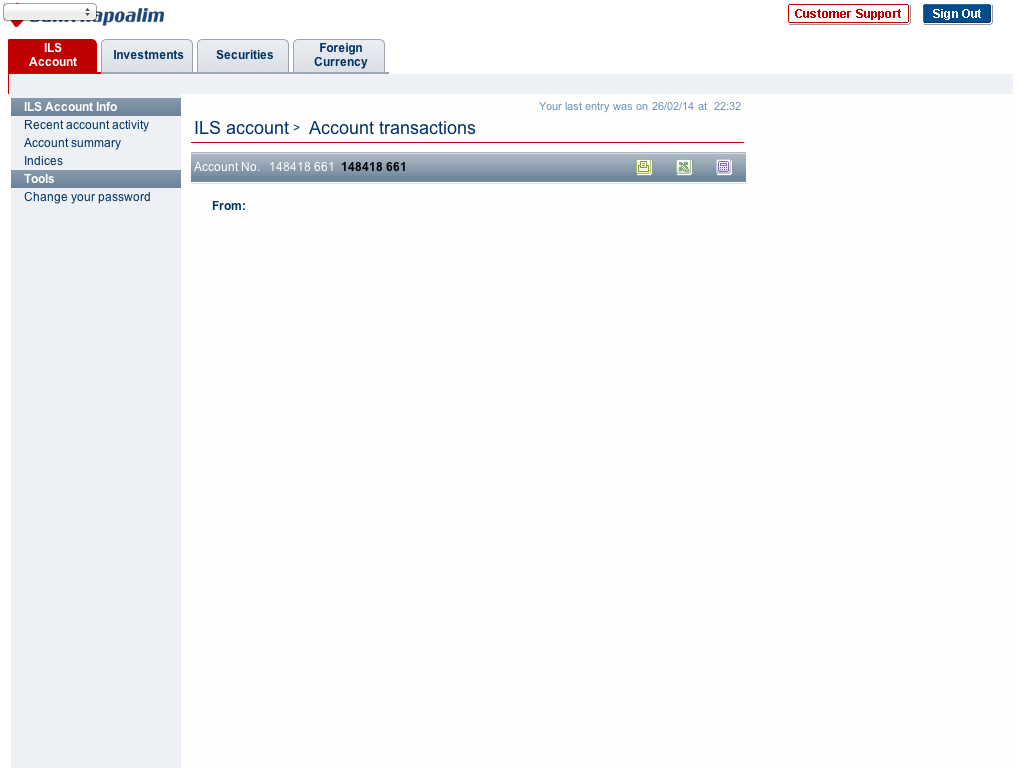 apoalim
Customer Support
Sign Out
ILS
Account
Investments
Securities
Foreign
Currency
ILS Account Info
Recent account activity
Account summary
Indices
Tools
Change your password
Your last entry was on 26/02/14 at 22:32
ILS account > Account transactions
Account No. 148418 661 148418 661
From: